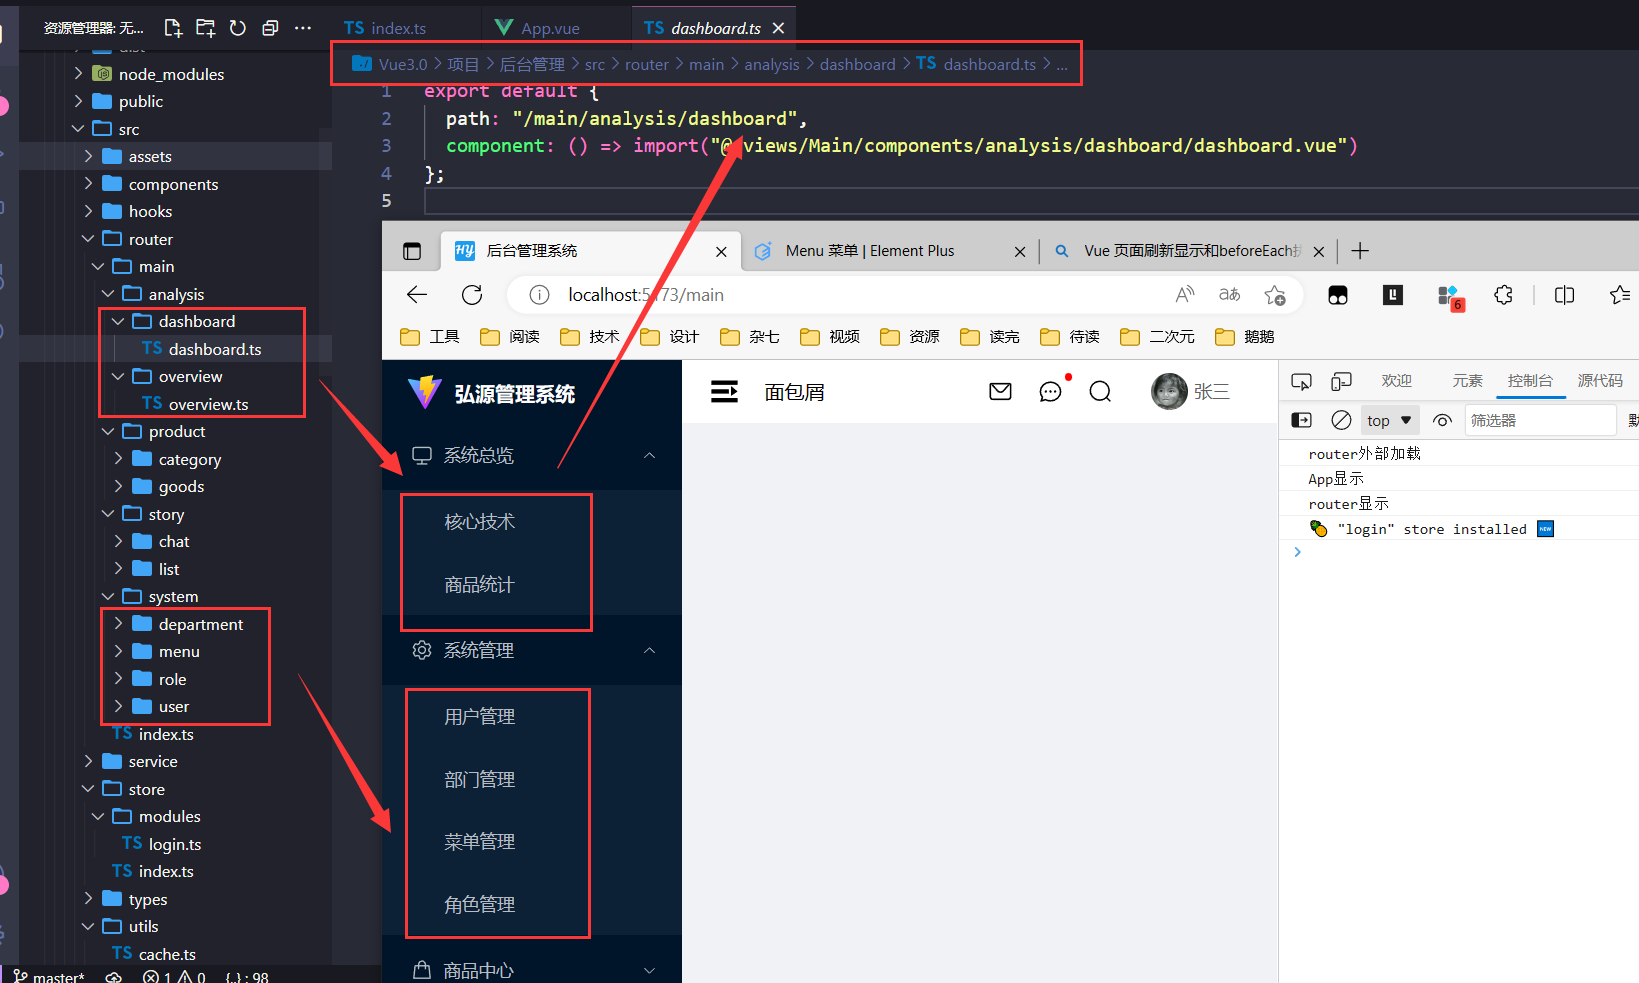 资源管理器: 无...
TS index.ts
App.vue
TS dashboard.ts
Vue3.0 > 项目 > 后台管理 > src > router > main > analysis > dashboard > TS dashboard.ts > ...
dist
node_modules
public
src
assets
components
hooks
router
main
analysis
dashboard
TS dashboard.ts
overview
TS overview.ts
product
category
goods
story
chat
list
system
department
menu
role
user
TS index.ts
service
store
modules
TS login.ts
TS index.ts
types
utils
TS cache.ts
master* 1 0 {..} : 98
1 export default {
2 path: "/main/analysis/dashboard",
3 component: () => import("@/views/Main/components/analysis/dashboard/dashboard.vue")
4 };
5
后台管理系统
Menu 菜单 | Element Plus
Vue 页面刷新显示和beforeEach
localhost:5173/main
aあ
6
工具 阅读 技术 设计 杂七 视频 资源 读完 待读 二次元 鹅鹅
弘源管理系统
面包屑
张三
系统总览
核心技术
商品统计
系统管理
用户管理
部门管理
菜单管理
角色管理
商品中心
欢迎 元素 控制台 源代码
top 筛选器
router外部加载
App显示
router显示
🍍 "login" store installed 🆕